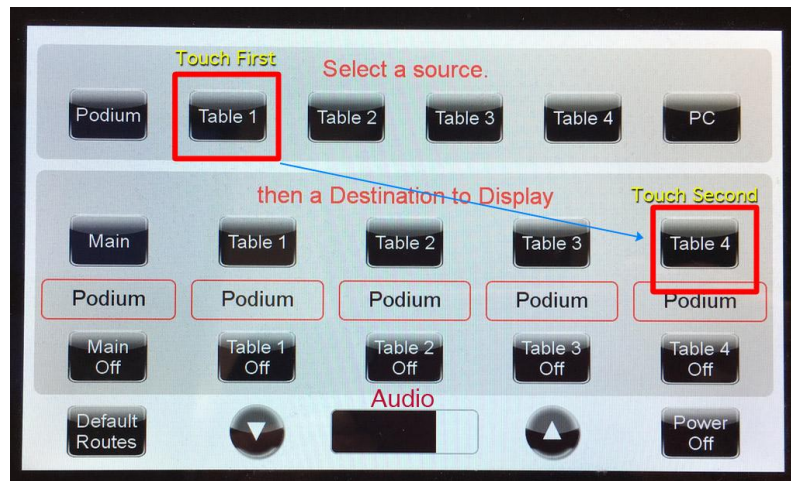 Touch First
Select a source.
Podium
Table 1
Table 2
Table 3
Table 4
PC
then a Destination to Display
Touch Second
Main
Table 1
Table 2
Table 3
Table 4
Podium
Podium
Podium
Podium
Podium
Main
Off
Table 1
Off
Table 2
Off
Table 3
Off
Table 4
Off
Audio
Default
Routes
Power
Off